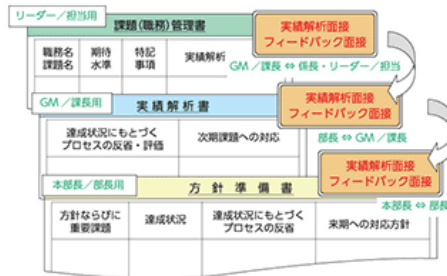 リーダー／担当用
課題(職務)管理書
職務名
課題名
期待
水準
特記
事項
実績解析
実績解析面接
フィードバック面接
GM／課長 ⇔ 係長・リーダー／担当
GM／課長用
実績解析書
達成状況にもとづく
プロセスの反省・評価
次期課題への対応
実績解析面接
フィードバック面接
部長 ⇔ GM／課長
本部長／部長用
方針準備書
方針ならびに
重要課題
達成状況
達成状況にもとづく
プロセスの反省
来期への対応方針
実績解析面接
フィードバック面接
本部長 ⇔ 部長